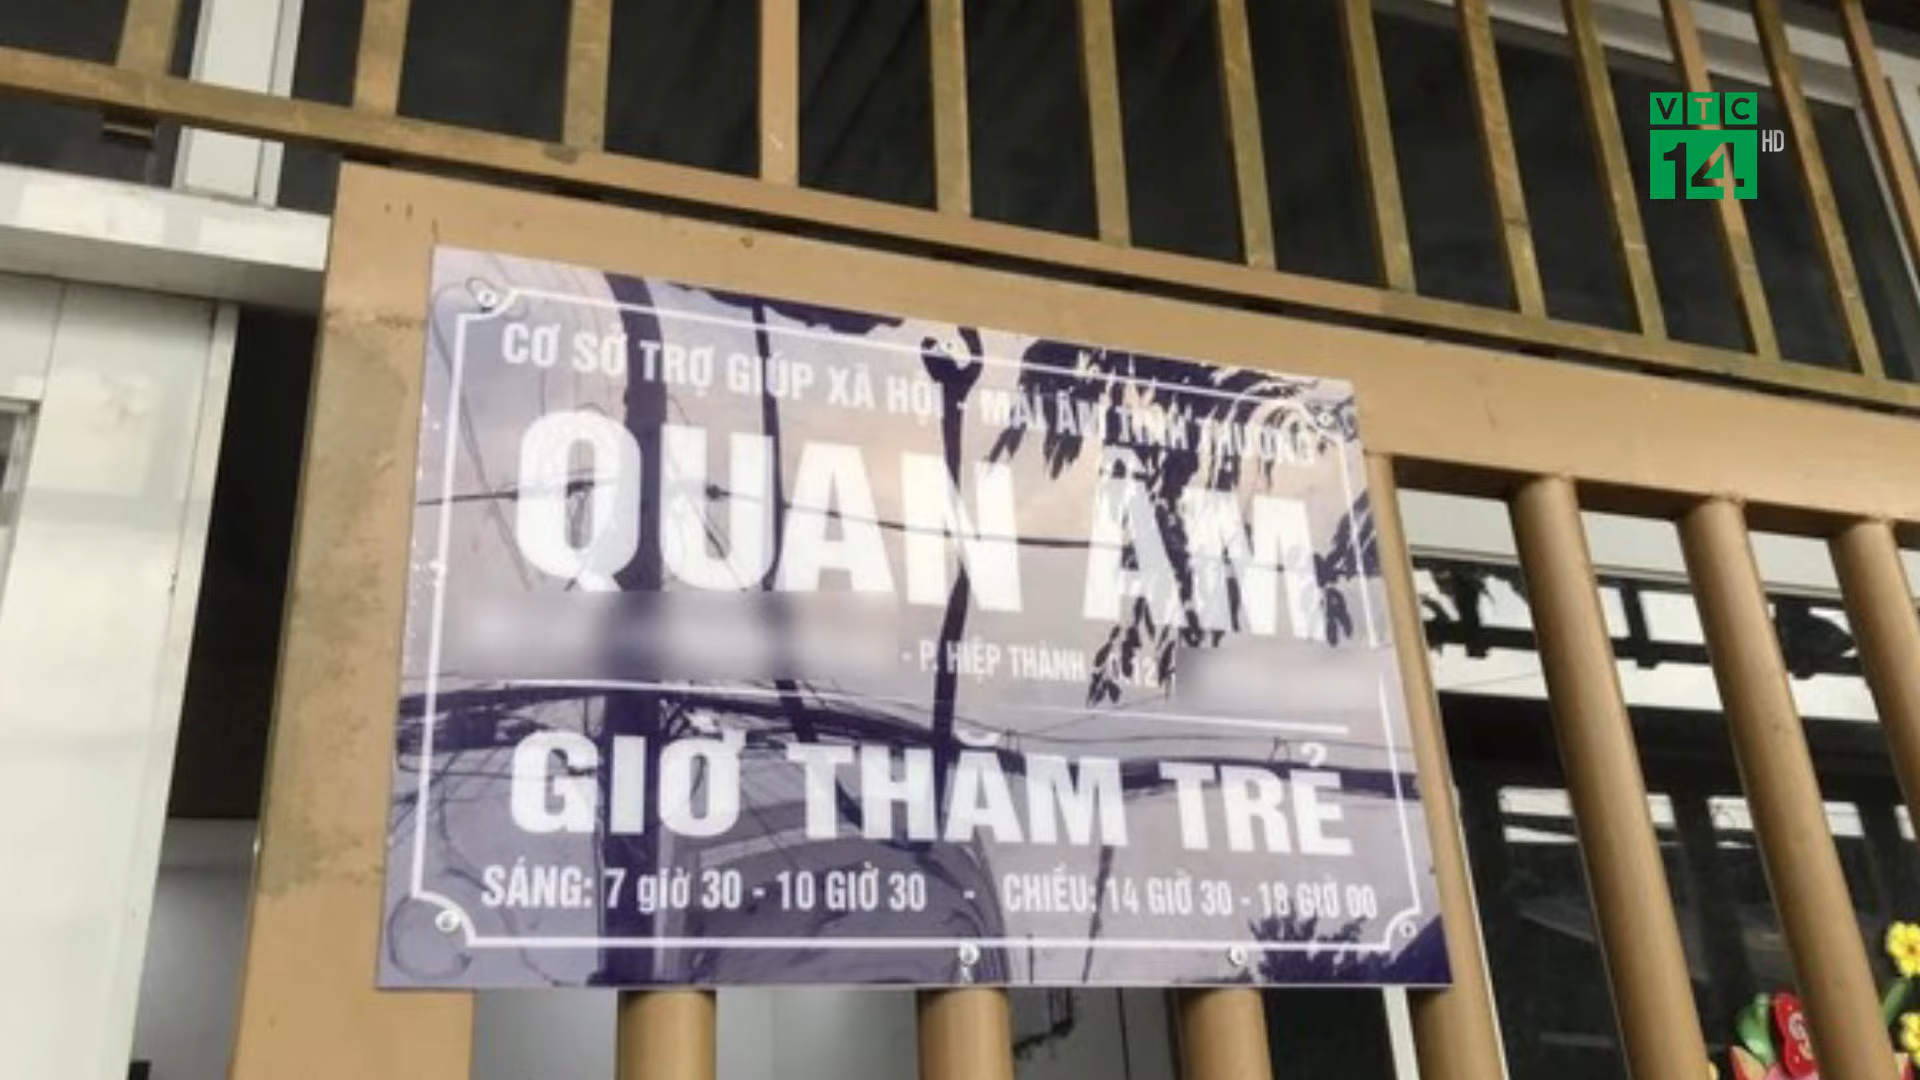 VTC
14 HD
CƠ SỞ TRỢ GIÚP XÃ HỘI - MÁI ẤM TÌNH THƯƠNG
QUAN ÂM
- P. HIỆP THÀNH - Q 12
GIỜ THĂM TRẺ
SÁNG: 7 giờ 30 - 10 GIỜ 30 - CHIỀU: 14 GIỜ 30 - 18 GIỜ 00